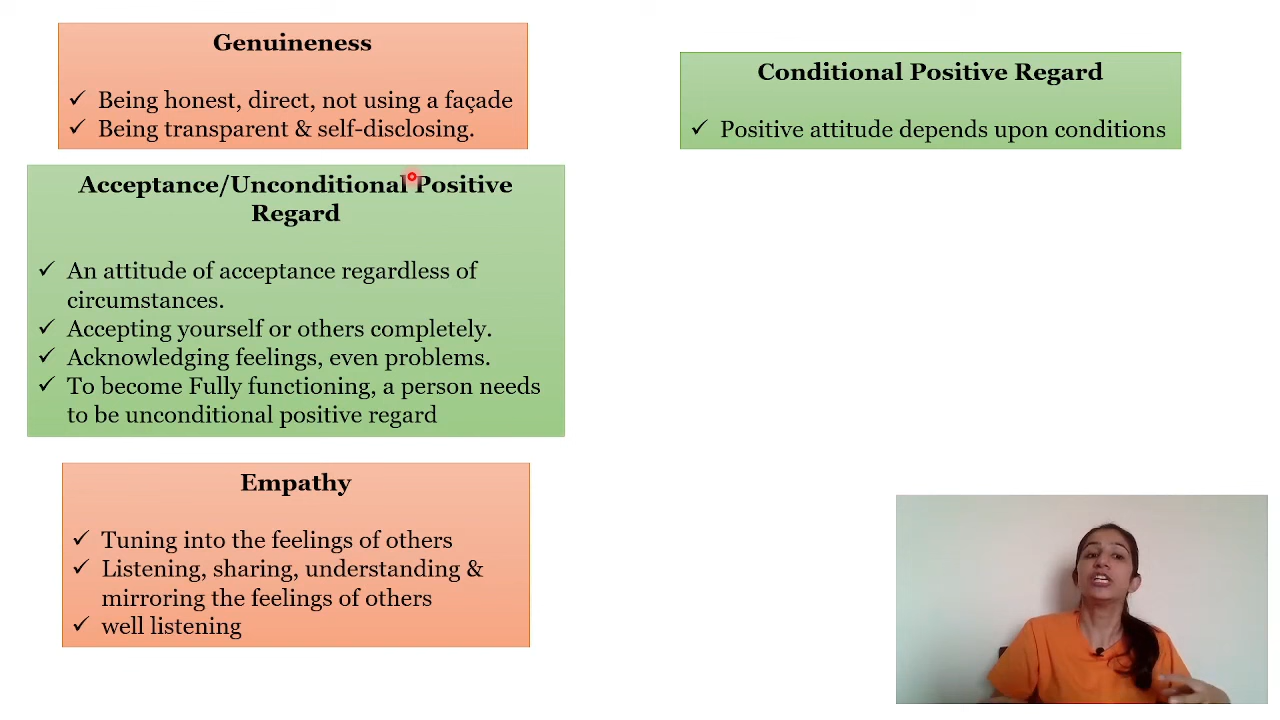 Genuineness
✓ Being honest, direct, not using a façade
✓ Being transparent & self-disclosing.
Acceptance/Unconditional Positive
Regard
✓ An attitude of acceptance regardless of
circumstances.
✓ Accepting yourself or others completely.
✓ Acknowledging feelings, even problems.
✓ To become Fully functioning, a person needs
to be unconditional positive regard
Empathy
✓ Tuning into the feelings of others
✓ Listening, sharing, understanding &
mirroring the feelings of others
✓ well listening
Conditional Positive Regard
✓ Positive attitude depends upon conditions